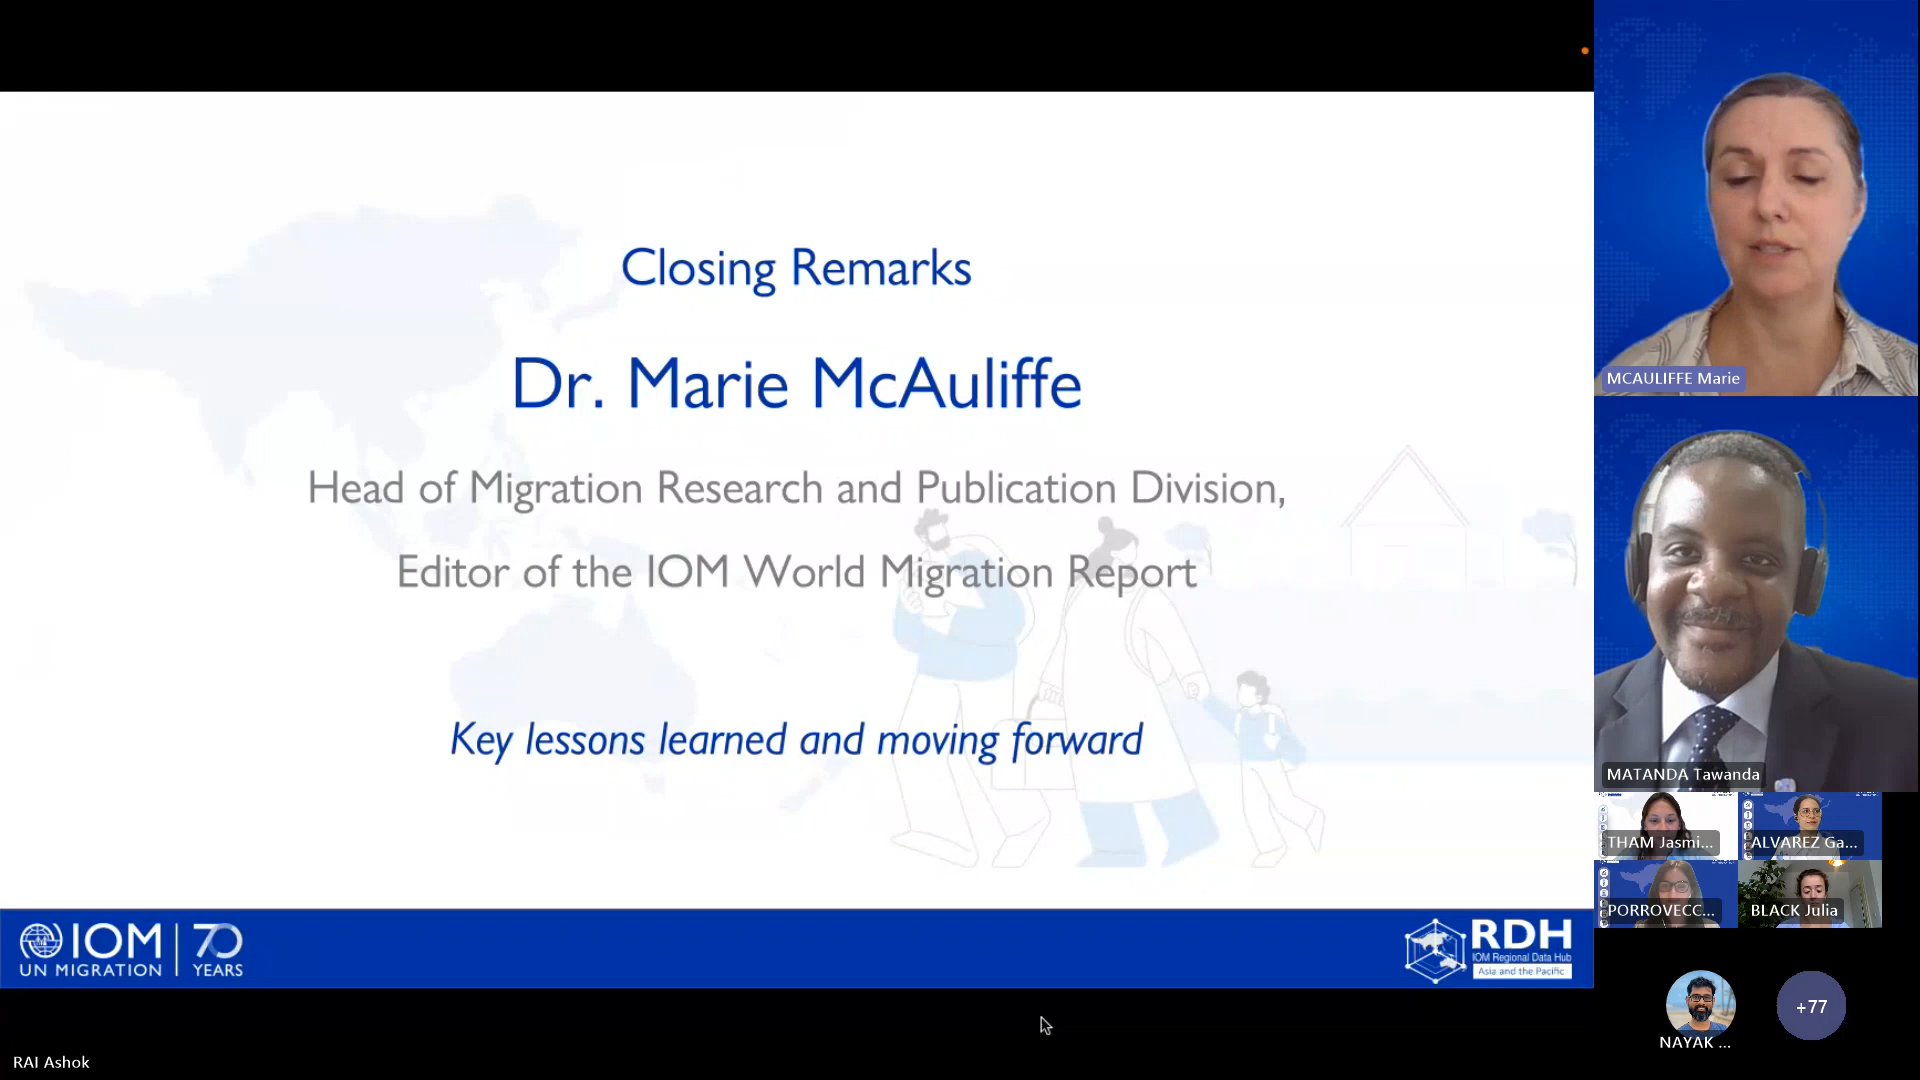 Closing Remarks
Dr. Marie McAuliffe
Head of Migration Research and Publication Division,
Editor of the IOM World Migration Report
Key lessons learned and moving forward
IOM
UN MIGRATION
70
YEARS
RDH
IOM Regional Data Hub
Asia and the Pacific
RAI Ashok
MCAULIFFE Marie
MATANDA Tawanda
THAM Jasmi...
ALVAREZ Ga...
PORROVECC...
BLACK Julia
NAYAK ...
+77